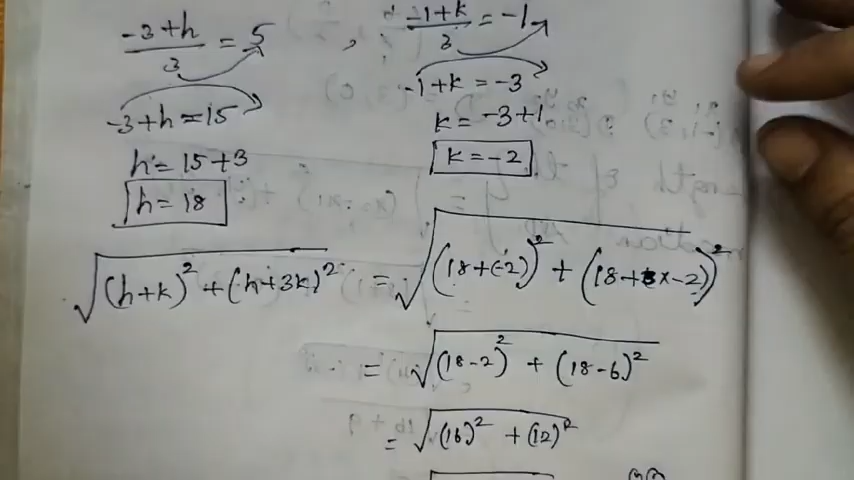 (-3+h)/3 = 5 , (-1+k)/3 = -1
-3+h = 15
-1+k = -3
k = -3+1
h = 15+3
k = -2
h = 18
√((h+k)² + (h+3k)²) = √((18+(-2))² + (18+3x-2)²)
= √((18-2)² + (18-6)²)
= √((16)² + (12)²)